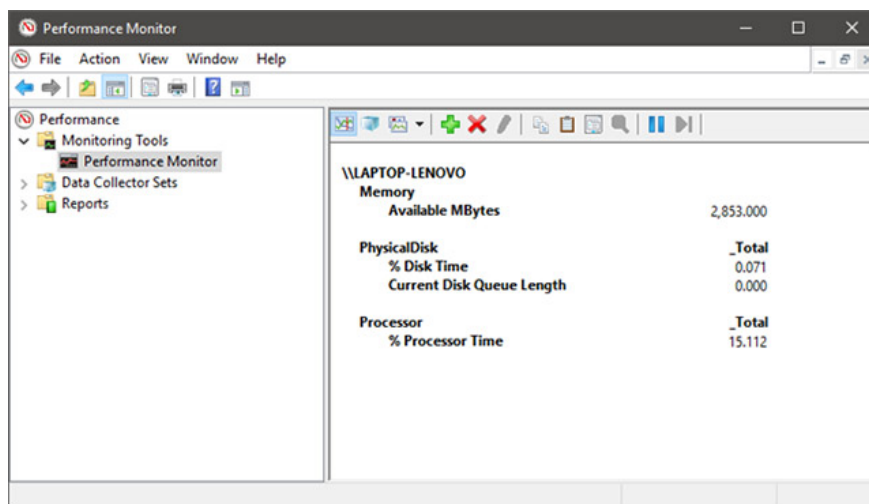 Performance Monitor
File Action View Window Help
Performance
Monitoring Tools
Performance Monitor
Data Collector Sets
Reports
\\LAPTOP-LENOVO
Memory
Available MBytes 2,853.000
PhysicalDisk _Total
% Disk Time 0.071
Current Disk Queue Length 0.000
Processor _Total
% Processor Time 15.112